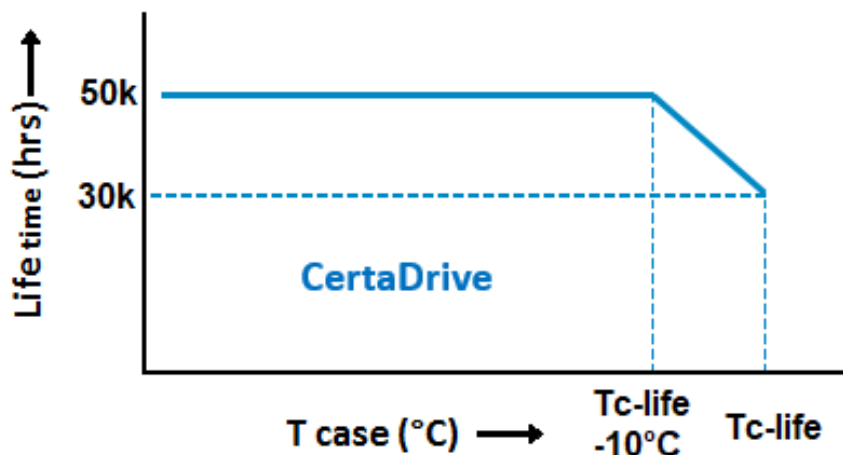 Life time (hrs)
50k
30k
CertaDrive
T case (°C)
Tc-life
-10°C
Tc-life